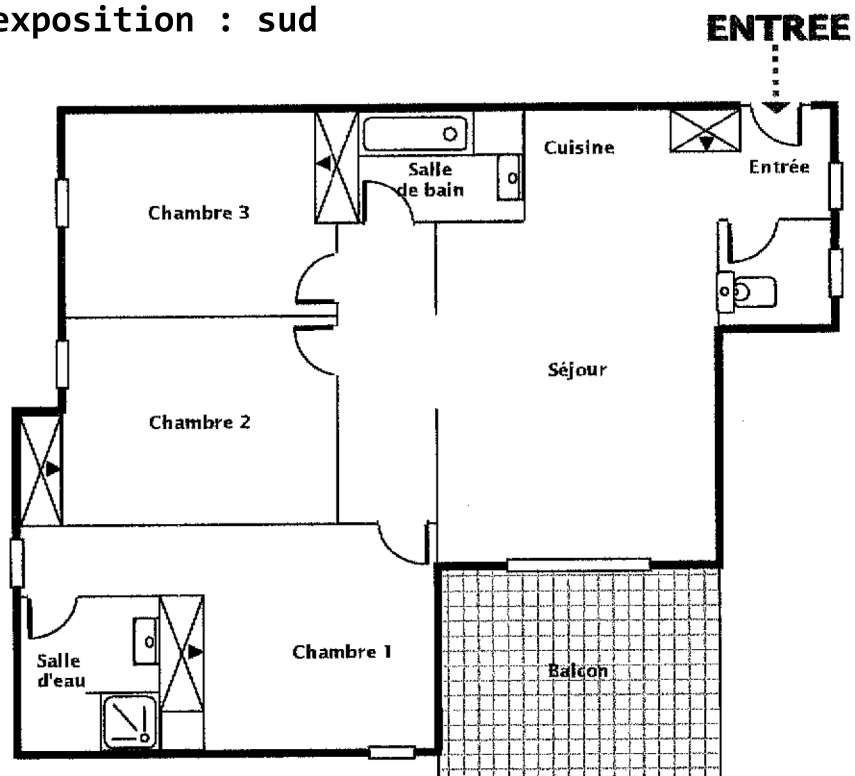 exposition : sud
ENTREE
Cuisine
Salle
de bain
Entrée
Chambre 3
Séjour
Chambre 2
Chambre 1
Salle
d'eau
Balcon